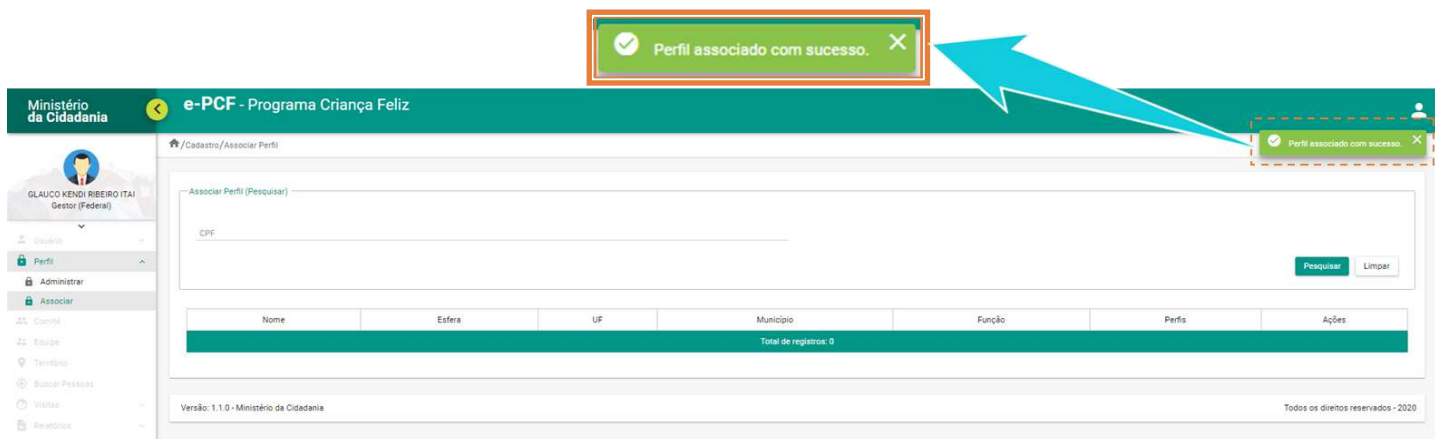 Perfil associado com sucesso.
Ministério
da Cidadania
e-PCF - Programa Criança Feliz
/Cadastro/Associar Perfil
Perfil associado com sucesso.
GLAUCO KENDI RIBEIRO ITAI
Gestor (Federal)
Usuário
Perfil
Administrar
Associar
Comitê
Equipe
Território
Buscar Pessoas
Visitas
Relatórios
Associar Perfil (Pesquisar)
CPF
Pesquisar Limpar
Nome Esfera UF Município Função Perfis Ações
Total de registros: 0
Versão: 1.1.0 - Ministério da Cidadania
Todos os direitos reservados - 2020